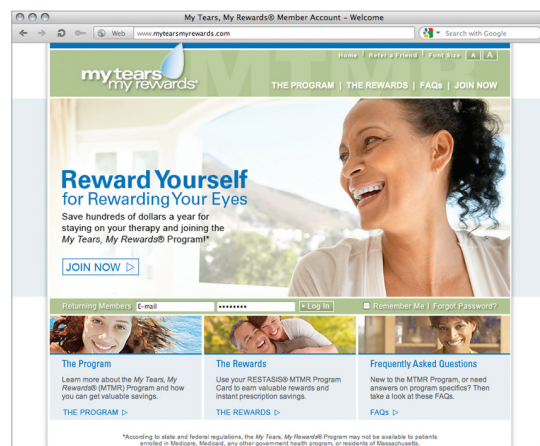 My Tears, My Rewards® Member Account – Welcome
Web www.mytearsmyrewards.com Search with Google
Home Refer a Friend Font Size A A
MTMR
my tears
my rewards®
THE PROGRAM | THE REWARDS | FAQs | JOIN NOW
Reward Yourself
for Rewarding Your Eyes
Save hundreds of dollars a year for
staying on your therapy and joining the
My Tears, My Rewards® Program!*
JOIN NOW
Returning Members E-mail •••••••• Log In Remember Me | Forgot Password?
The Program
Learn more about the My Tears, My
Rewards® (MTMR) Program and how
you can get valuable savings.
THE PROGRAM
The Rewards
Use your RESTASIS® MTMR Program
Card to earn valuable rewards and
instant prescription savings.
THE REWARDS
Frequently Asked Questions
New to the MTMR Program, or need
answers on program specifics? Then
take a look at these FAQs.
FAQs
*According to state and federal regulations, the My Tears, My Rewards® Program may not be available to patients
enrolled in Medicare, Medicaid, any other government health program, or residents of Massachusetts.